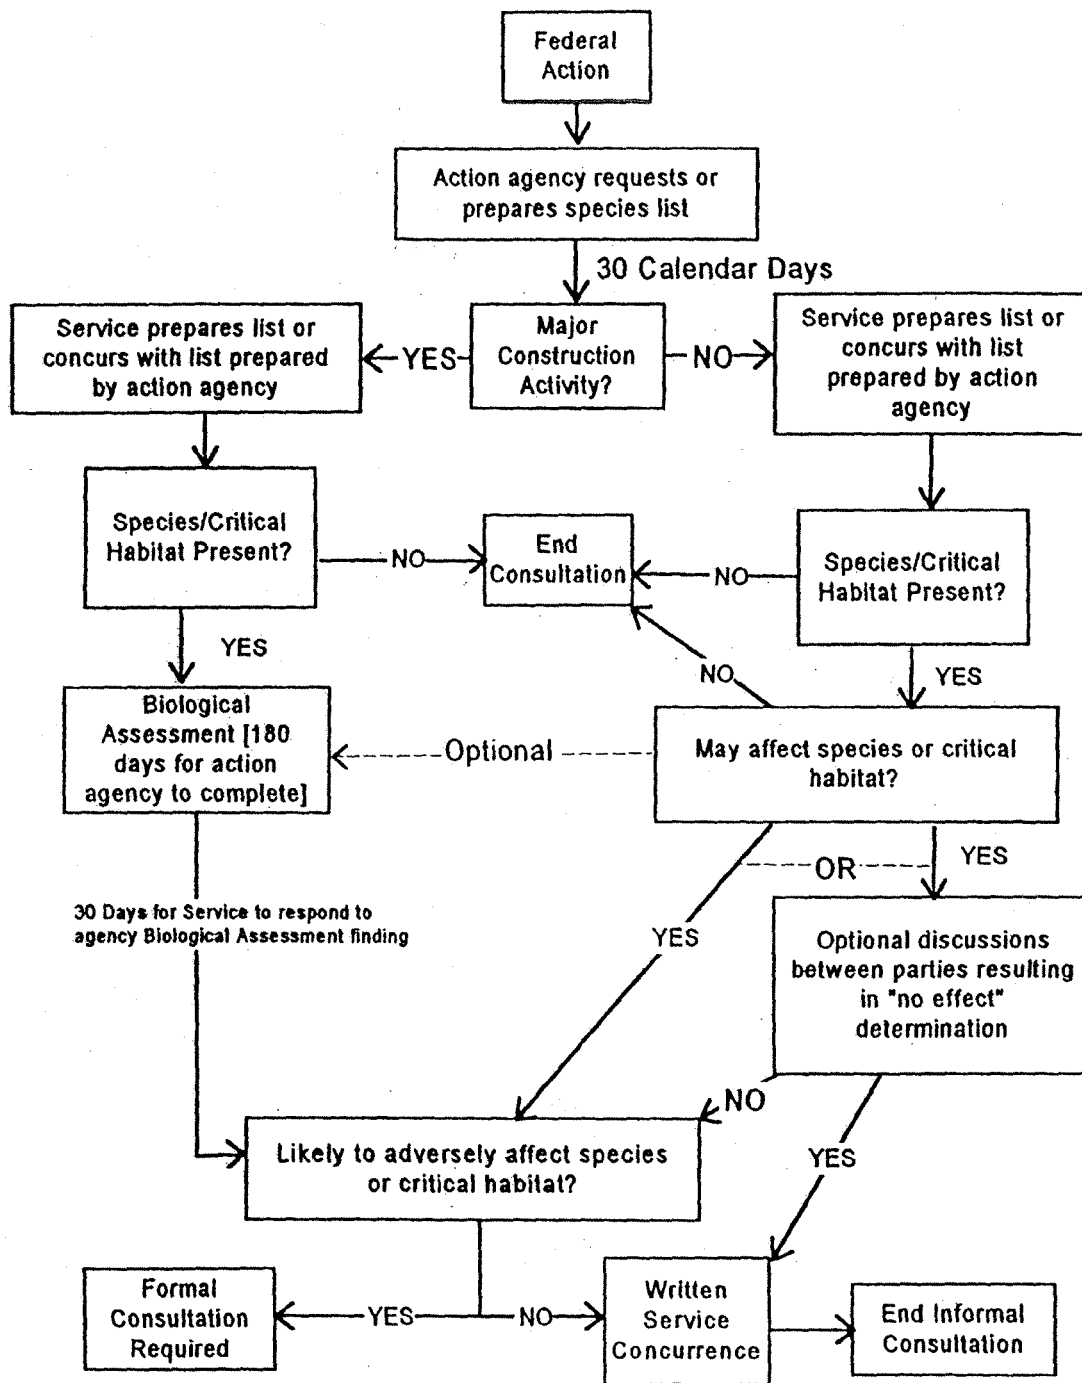 Federal
Action
Action agency requests or
prepares species list
30 Calendar Days
Service prepares list or
concurs with list prepared
by action agency
YES
Major
Construction
Activity?
NO
Service prepares list or
concurs with list
prepared by action
agency
Species/Critical
Habitat Present?
NO
End
Consultation
NO
Species/Critical
Habitat Present?
YES
NO
YES
Biological
Assessment [180
days for action
agency to complete]
Optional
May affect species or critical
habitat?
OR
YES
30 Days for Service to respond to
agency Biological Assessment finding
YES
Optional discussions
between parties resulting
in "no effect"
determination
NO
YES
Likely to adversely affect species
or critical habitat?
Formal
Consultation
Required
YES
NO
Written
Service
Concurrence
End Informal
Consultation